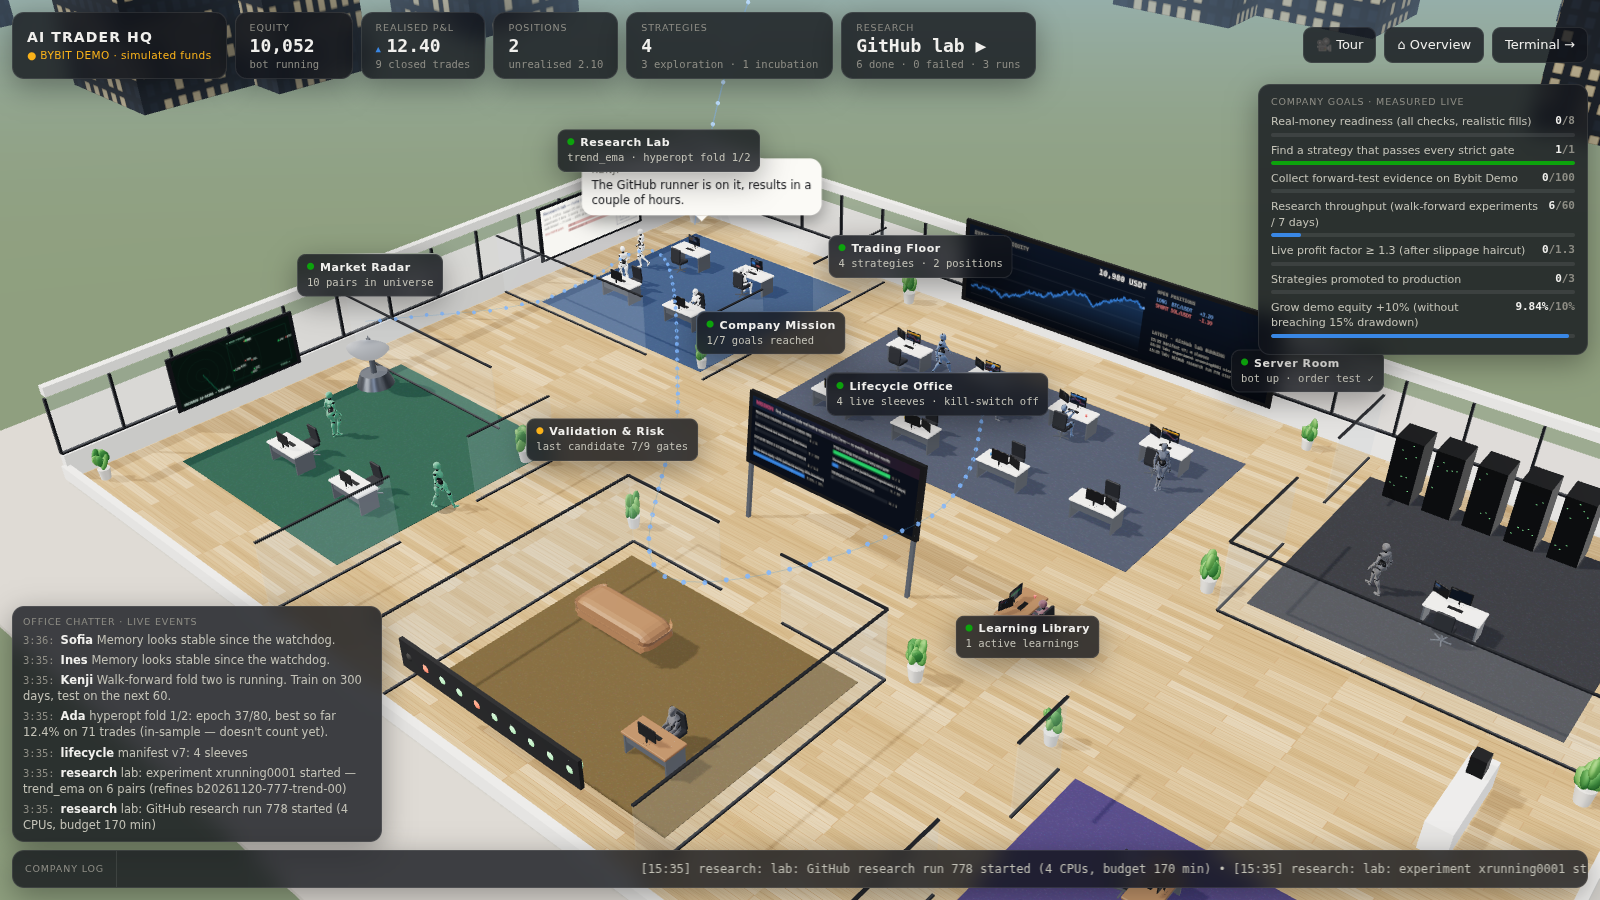 AI TRADER HQ
● BYBIT DEMO · simulated funds
EQUITY
10,052
bot running
REALISED P&L
▲ 12.40
9 closed trades
POSITIONS
2
unrealised 2.10
STRATEGIES
4
3 exploration · 1 incubation
RESEARCH
GitHub lab ▶
6 done · 0 failed · 3 runs
Tour
⌂ Overview
Terminal →
COMPANY GOALS · MEASURED LIVE
Real-money readiness (all checks, realistic fills) 0/8
Find a strategy that passes every strict gate 1/1
Collect forward-test evidence on Bybit Demo 0/100
Research throughput (walk-forward experiments 6/60
/ 7 days)
Live profit factor ≥ 1.3 (after slippage haircut) 0/1.3
Strategies promoted to production 0/3
Grow demo equity +10% (without 9.84%/10%
breaching 15% drawdown)
Research Lab
trend_ema · hyperopt fold 1/2
The GitHub runner is on it, results in a
couple of hours.
Trading Floor
4 strategies · 2 positions
Market Radar
10 pairs in universe
10,980 USDT
OPEN POSITIONS
Company Mission
1/7 goals reached
Server Room
bot up · order test ✓
Lifecycle Office
4 live sleeves · kill-switch off
Validation & Risk
last candidate 7/9 gates
Learning Library
1 active learnings
OFFICE CHATTER · LIVE EVENTS
3:36: Sofia Memory looks stable since the watchdog.
3:35: Ines Memory looks stable since the watchdog.
3:35: Kenji Walk-forward fold two is running. Train on 300
days, test on the next 60.
3:35: Ada hyperopt fold 1/2: epoch 37/80, best so far
12.4% on 71 trades (in-sample — doesn't count yet).
3:35: lifecycle manifest v7: 4 sleeves
3:35: research lab: experiment xrunning0001 started —
trend_ema on 6 pairs (refines b20261120-777-trend-00)
3:35: research lab: GitHub research run 778 started (4
CPUs, budget 170 min)
COMPANY LOG
[15:35] research: lab: GitHub research run 778 started (4 CPUs, budget 170 min) • [15:35] research: lab: experiment xrunning0001 st